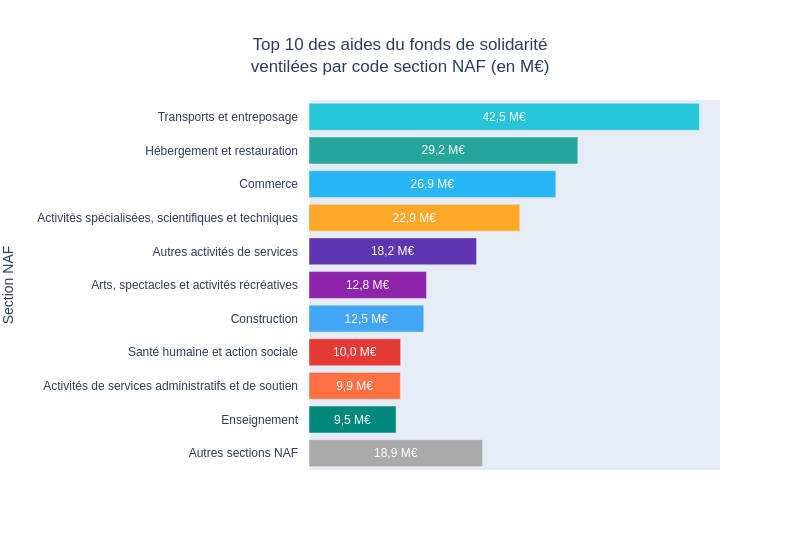 Top 10 des aides du fonds de solidarité
ventilées par code section NAF (en M€)
Section NAF
Transports et entreposage 42,5 M€
Hébergement et restauration 29,2 M€
Commerce 26,9 M€
Activités spécialisées, scientifiques et techniques 22,9 M€
Autres activités de services 18,2 M€
Arts, spectacles et activités récréatives 12,8 M€
Construction 12,5 M€
Santé humaine et action sociale 10,0 M€
Activités de services administratifs et de soutien 9,9 M€
Enseignement 9,5 M€
Autres sections NAF 18,9 M€